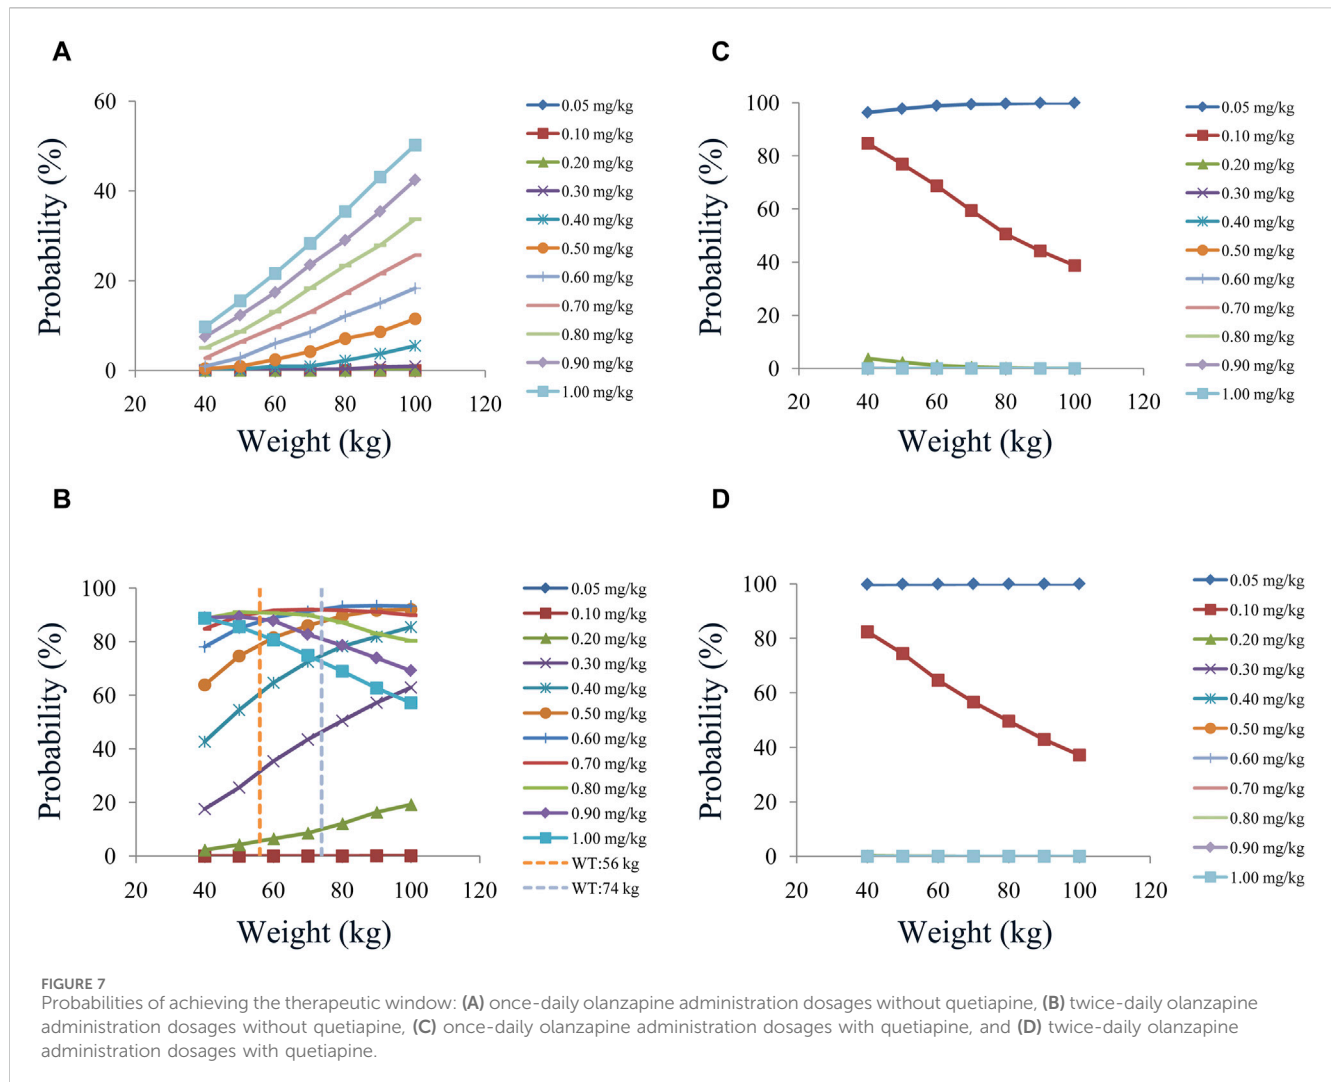 A
60
40
20
0
Probability (%)
20
40
60
80
100
120
Weight (kg)
0.05 mg/kg
0.10 mg/kg
0.20 mg/kg
0.30 mg/kg
0.40 mg/kg
0.50 mg/kg
0.60 mg/kg
0.70 mg/kg
0.80 mg/kg
0.90 mg/kg
1.00 mg/kg
C
100
80
60
40
20
0
Probability (%)
20
40
60
80
100
120
Weight (kg)
0.05 mg/kg
0.10 mg/kg
0.20 mg/kg
0.30 mg/kg
0.40 mg/kg
0.50 mg/kg
0.60 mg/kg
0.70 mg/kg
0.80 mg/kg
0.90 mg/kg
1.00 mg/kg
B
100
80
60
40
20
0
Probability (%)
20
40
60
80
100
120
Weight (kg)
0.05 mg/kg
0.10 mg/kg
0.20 mg/kg
0.30 mg/kg
0.40 mg/kg
0.50 mg/kg
0.60 mg/kg
0.70 mg/kg
0.80 mg/kg
0.90 mg/kg
1.00 mg/kg
WT:56 kg
WT:74 kg
D
100
80
60
40
20
0
Probability (%)
20
40
60
80
100
120
Weight (kg)
0.05 mg/kg
0.10 mg/kg
0.20 mg/kg
0.30 mg/kg
0.40 mg/kg
0.50 mg/kg
0.60 mg/kg
0.70 mg/kg
0.80 mg/kg
0.90 mg/kg
1.00 mg/kg
FIGURE 7
Probabilities of achieving the therapeutic window: (A) once-daily olanzapine administration dosages without quetiapine, (B) twice-daily olanzapine
administration dosages without quetiapine, (C) once-daily olanzapine administration dosages with quetiapine, and (D) twice-daily olanzapine
administration dosages with quetiapine.